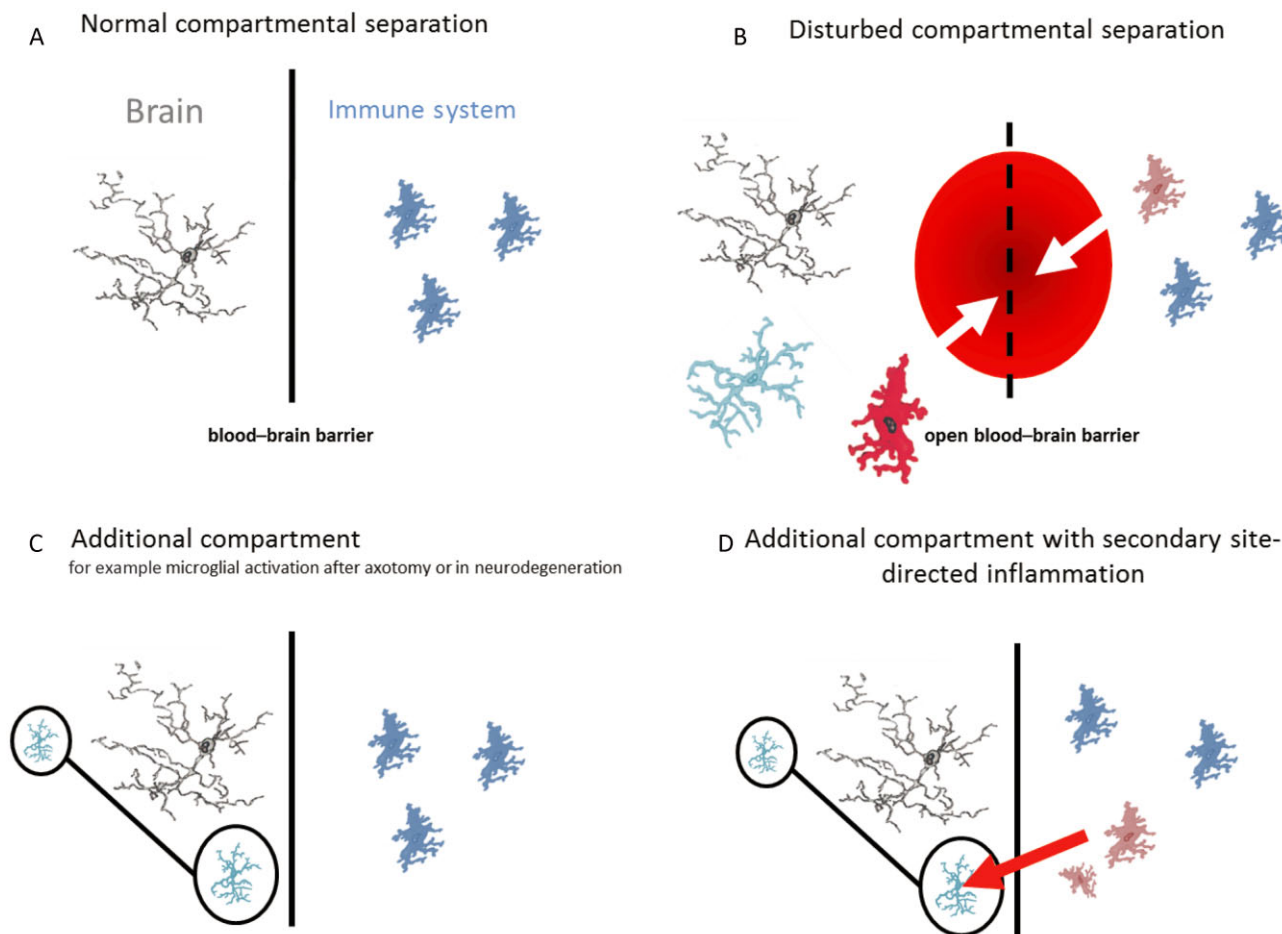 A Normal compartmental separation
Brain
Immune system
blood–brain barrier
B Disturbed compartmental separation
open blood–brain barrier
C Additional compartment
for example microglial activation after axotomy or in neurodegeneration
D Additional compartment with secondary site-
directed inflammation